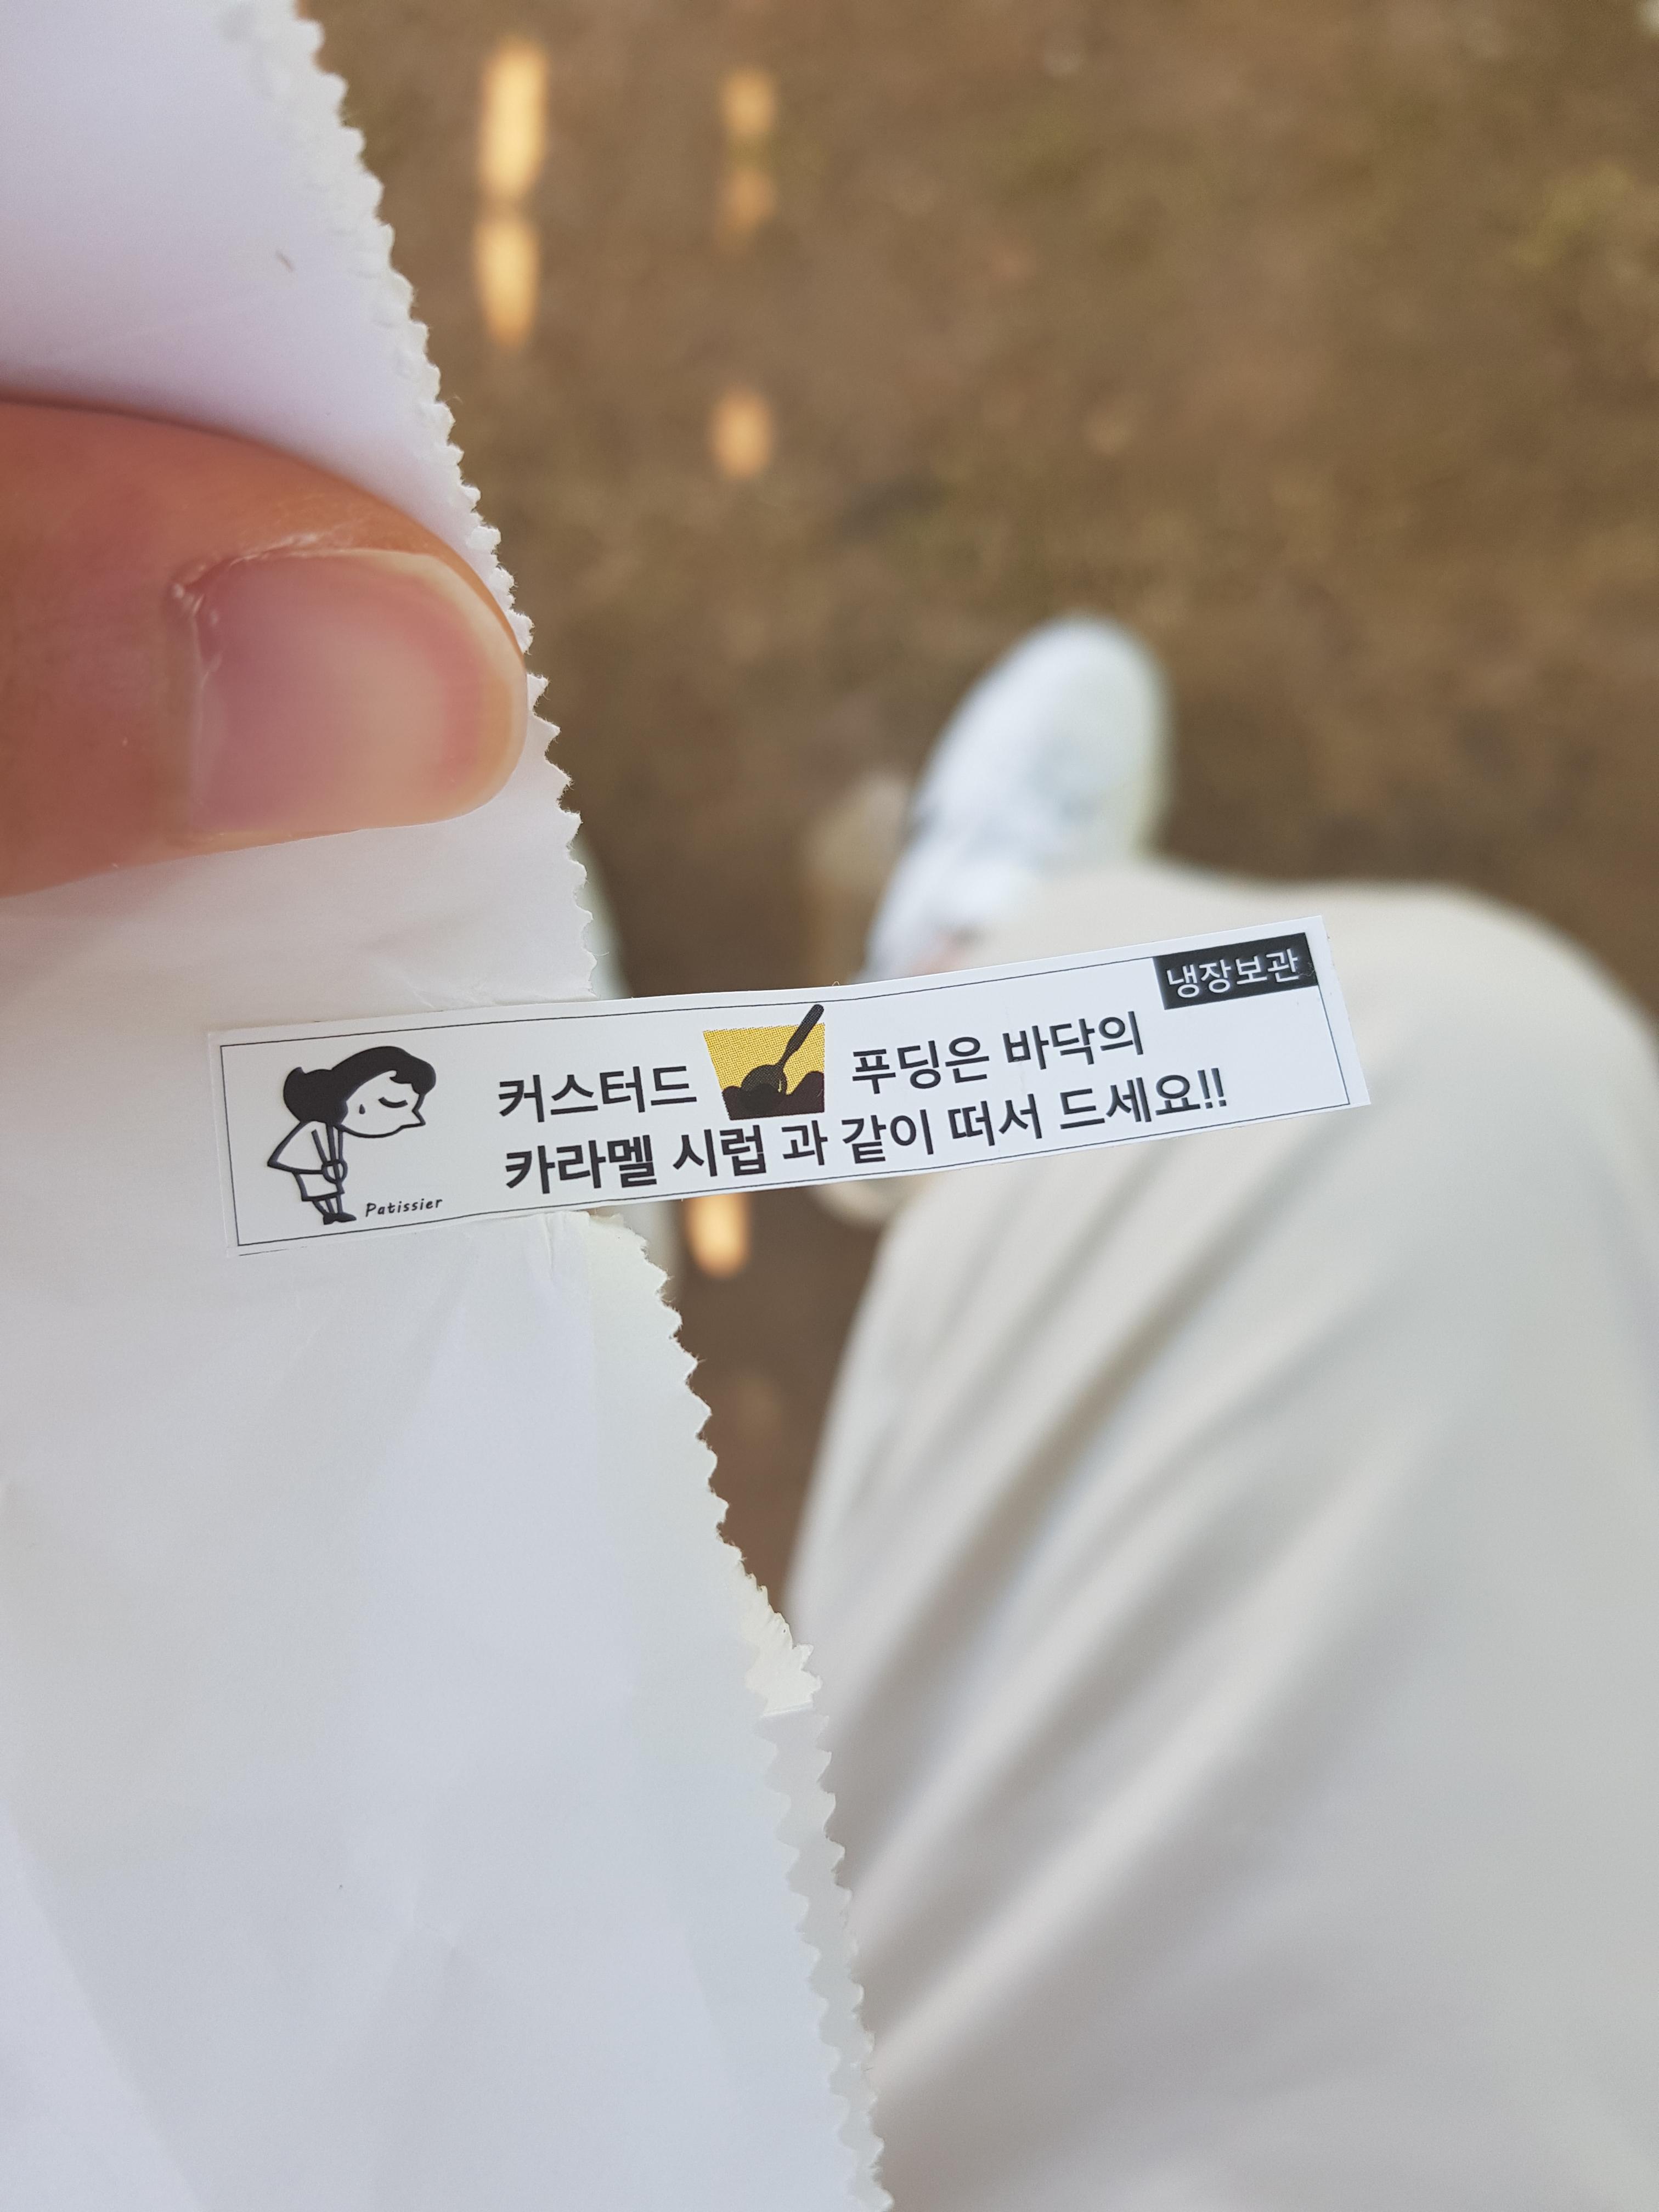 냉장보관
커스터드 푸딩은 바닥의
카라멜 시럽 과 같이 떠서 드세요!!
Patissier